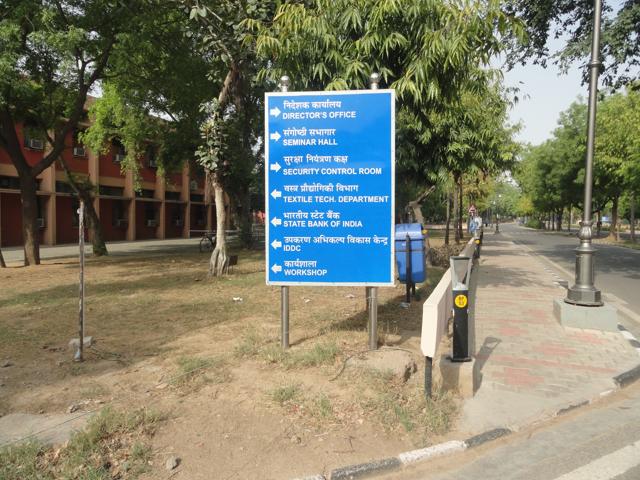 निदेशक कार्यालय
DIRECTOR'S OFFICE
संगोष्ठी सभागार
SEMINAR HALL
सुरक्षा नियंत्रण कक्ष
SECURITY CONTROL ROOM
वस्त्र प्रौद्योगिकी विभाग
TEXTILE TECH. DEPARTMENT
भारतीय स्टेट बैंक
STATE BANK OF INDIA
उपकरण अभिकल्प विकास केन्द्र
IDDC
कार्यशाला
WORKSHOP